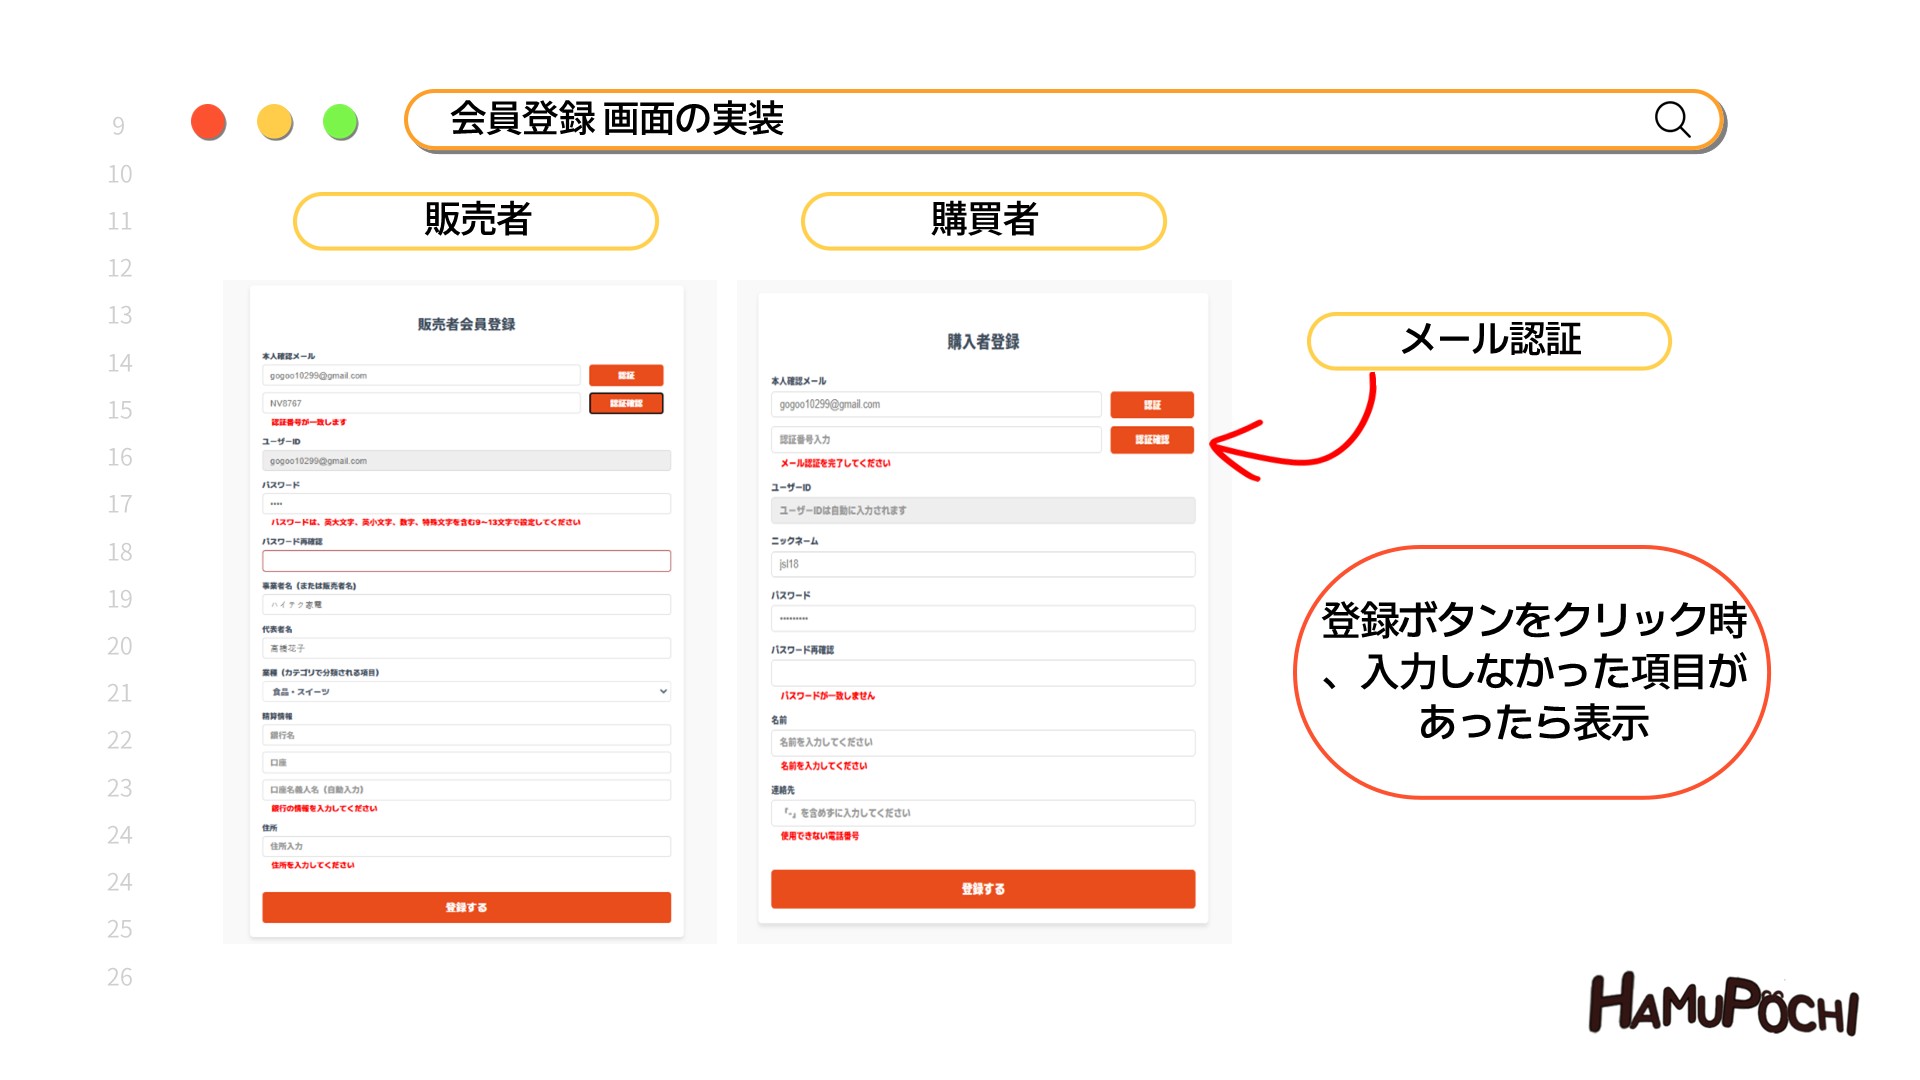 会員登録 画面の実装
販売者
購買者
販売者会員登録
本人確認メール
gogoo10299@gmail.com
認証
NV8767
認証確認
認証番号が一致します
ユーザーID
gogoo10299@gmail.com
パスワード
••••
パスワードは、英大文字、英小文字、数字、特殊文字を含む9～13文字で設定してください
パスワード再確認
事業者名（または販売者名）
ハイテク家電
代表者名
高橋花子
業種（カテゴリで分類される項目）
食品・スイーツ
精算情報
銀行名
口座
口座名義人名（自動入力）
銀行の情報を入力してください
住所
住所入力
住所を入力してください
登録する
購入者登録
本人確認メール
gogoo10299@gmail.com
認証
認証番号入力
認証確認
メール認証を完了してください
ユーザーID
ユーザーIDは自動に入力されます
ニックネーム
jsl18
パスワード
•••••••••
パスワード再確認
パスワードが一致しません
名前
名前を入力してください
名前を入力してください
連絡先
「-」を含めずに入力してください
使用できない電話番号
登録する
メール認証
登録ボタンをクリック時
、入力しなかった項目が
あったら表示
9
10
11
12
13
14
15
16
17
18
19
20
21
22
23
24
24
25
26
HAMUPOCHI